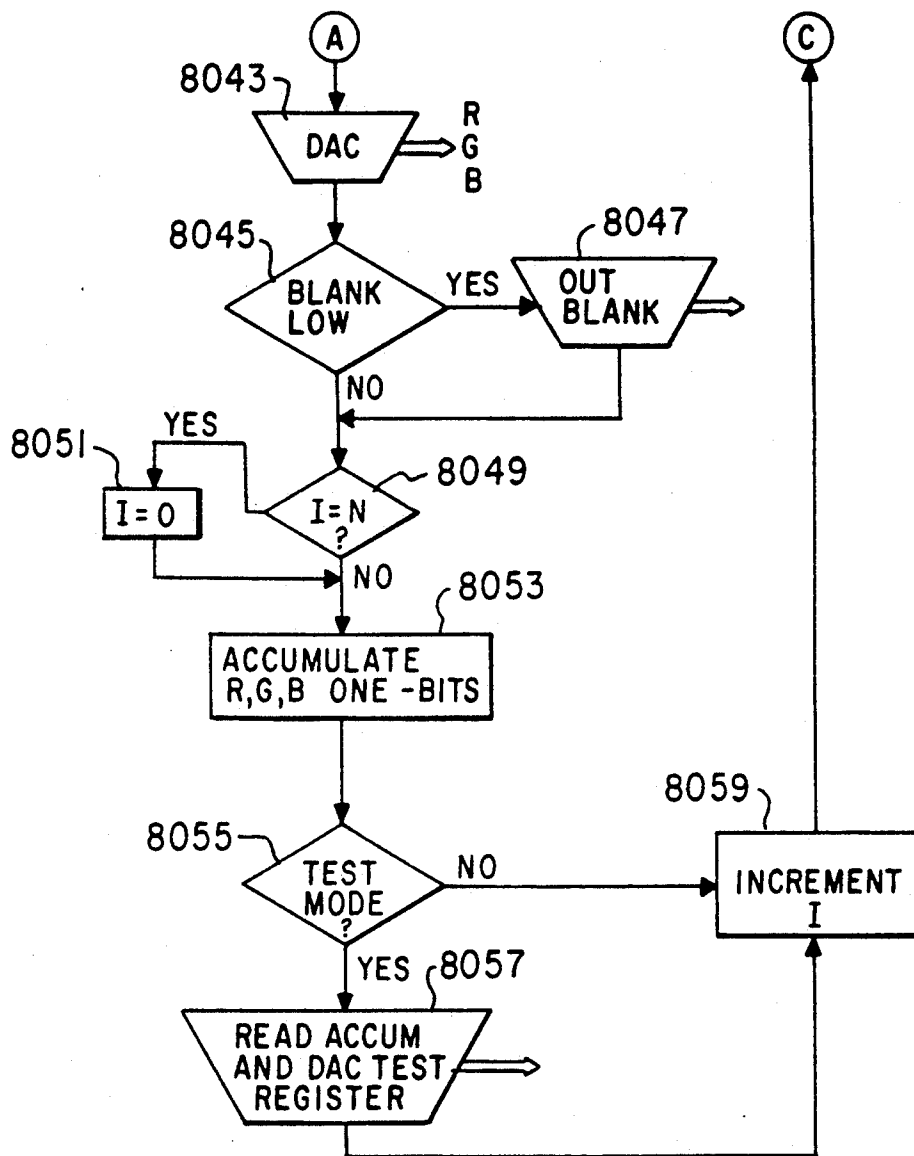 A
C
8043
R
G
B
DAC
8045
8047
BLANK
LOW
YES
OUT
BLANK
NO
YES
8051
8049
I=0
I=N
?
NO
8053
ACCUMULATE
R,G,B ONE-BITS
8059
8055
TEST
MODE
?
NO
INCREMENT
I
YES
8057
READ ACCUM
AND DAC TEST
REGISTER